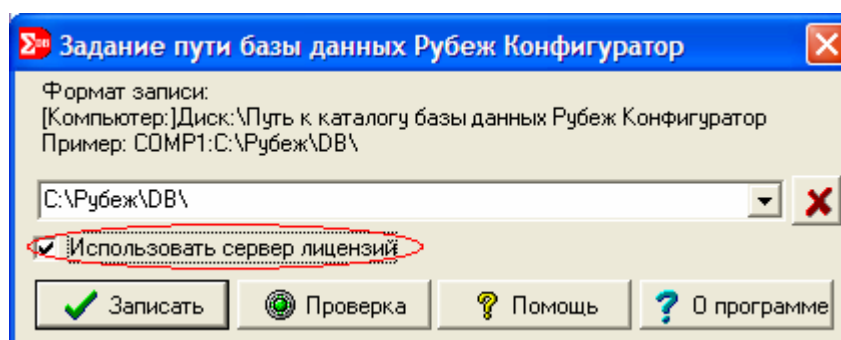 Задание пути базы данных Рубеж Конфигуратор
Формат записи:
[Компьютер:]Диск:\Путь к каталогу базы данных Рубеж Конфигуратор
Пример: COMP1:C:\Рубеж\DB\
C:\Рубеж\DB\
Использовать сервер лицензий
Записать Проверка Помощь О программе